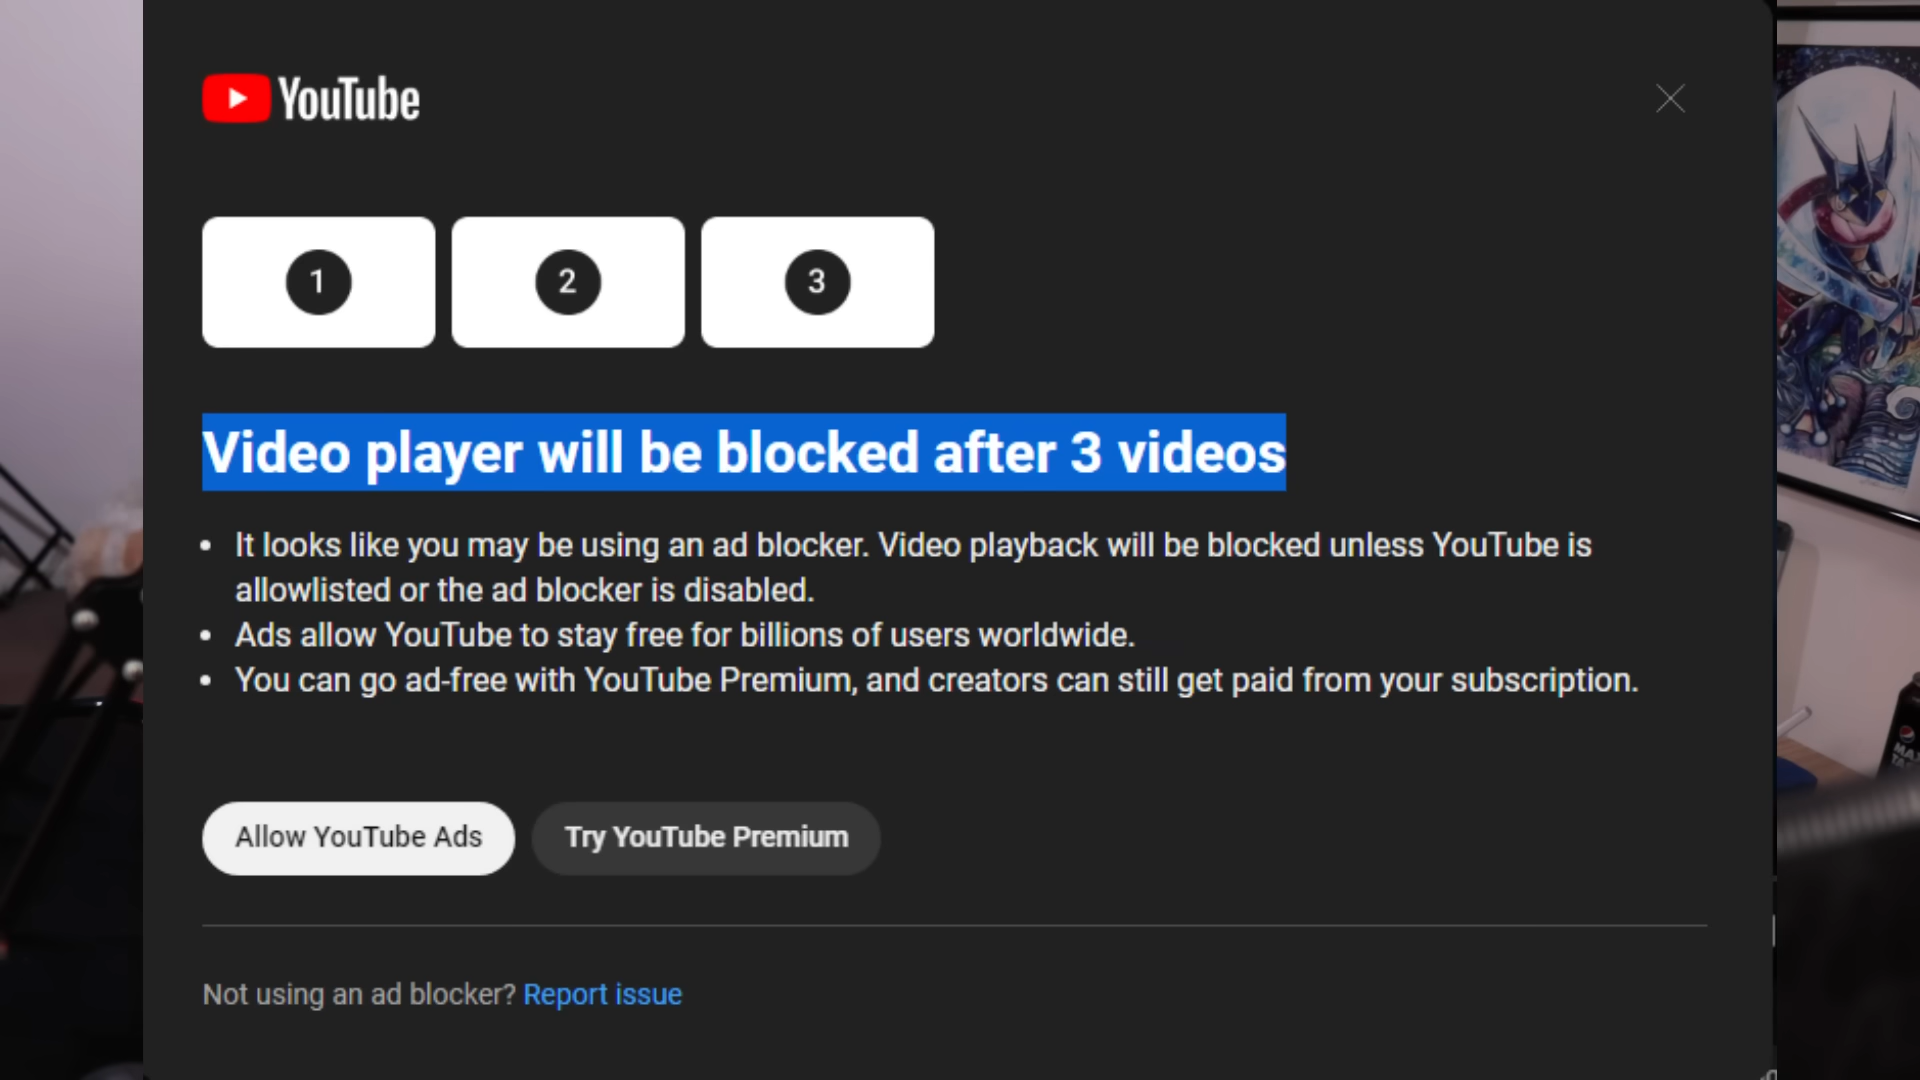 YouTube
1 2 3
Video player will be blocked after 3 videos
• It looks like you may be using an ad blocker. Video playback will be blocked unless YouTube is
allowlisted or the ad blocker is disabled.
• Ads allow YouTube to stay free for billions of users worldwide.
• You can go ad-free with YouTube Premium, and creators can still get paid from your subscription.
Allow YouTube Ads Try YouTube Premium
Not using an ad blocker? Report issue